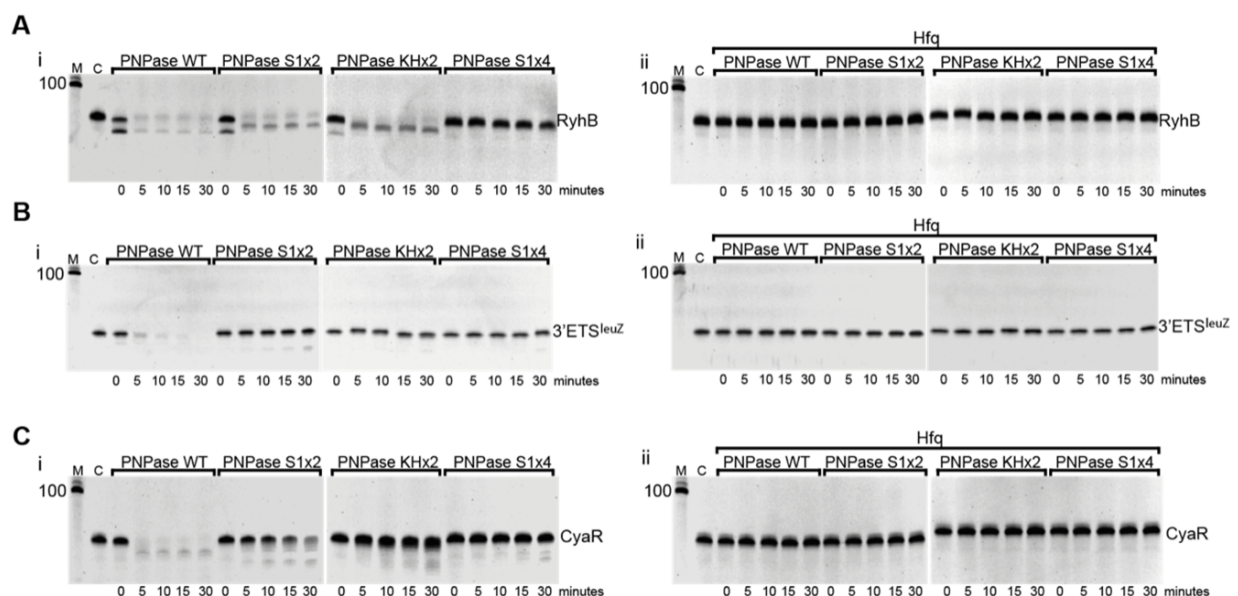 A
Hfq
i PNPase WT PNPase S1x2 PNPase KHx2 PNPase S1x4 ii PNPase WT PNPase S1x2 PNPase KHx2 PNPase S1x4
M C M C
100 100
RyhB RyhB
0 5 10 15 30 0 5 10 15 30 0 5 10 15 30 0 5 10 15 30 minutes 0 5 10 15 30 0 5 10 15 30 0 5 10 15 30 0 5 10 15 30 minutes
B
Hfq
i PNPase WT PNPase S1x2 PNPase KHx2 PNPase S1x4 ii PNPase WT PNPase S1x2 PNPase KHx2 PNPase S1x4
M C M C
100 100
3'ETSleuZ 3'ETSleuZ
0 5 10 15 30 0 5 10 15 30 0 5 10 15 30 0 5 10 15 30 minutes 0 5 10 15 30 0 5 10 15 30 0 5 10 15 30 0 5 10 15 30 minutes
C
Hfq
i PNPase WT PNPase S1x2 PNPase KHx2 PNPase S1x4 ii PNPase WT PNPase S1x2 PNPase KHx2 PNPase S1x4
M C M C
100 100
CyaR CyaR
0 5 10 15 30 0 5 10 15 30 0 5 10 15 30 0 5 10 15 30 minutes 0 5 10 15 30 0 5 10 15 30 0 5 10 15 30 0 5 10 15 30 minutes